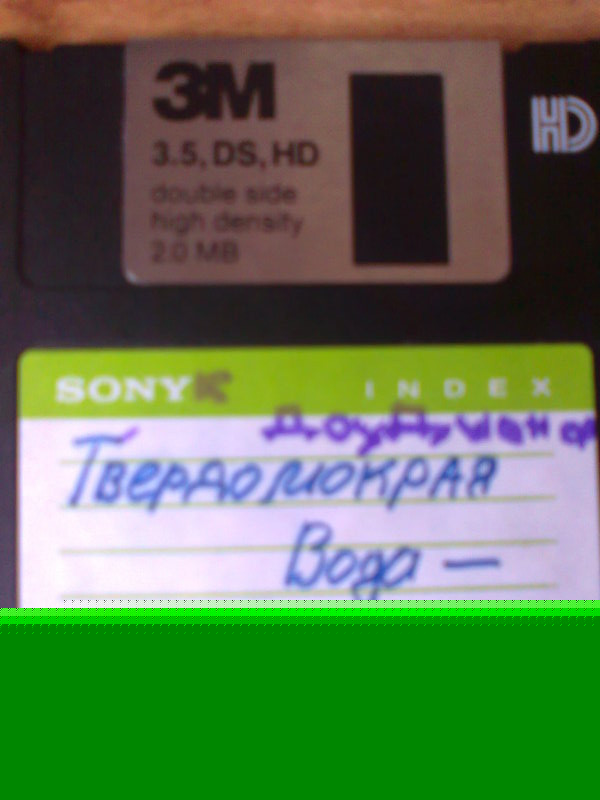 3M
HD
3.5, DS, HD
double side
high density
2.0 MB
SONY
INDEX
Твердомокрая
Вода —